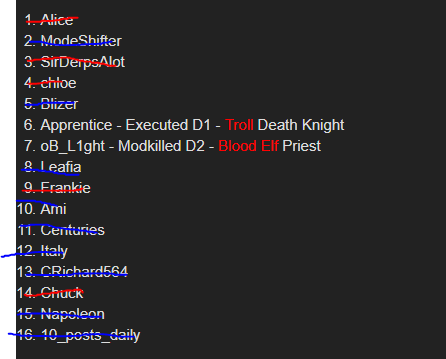 1. Alice
2. ModeShifter
3. SirDerpsAlot
4. chloe
5. Blizer
6. Apprentice - Executed D1 - Troll Death Knight
7. oB_L1ght - Modkilled D2 - Blood Elf Priest
8. Leafia
9. Frankie
10. Ami
11. Centuries
12. Italy
13. CRichard564
14. Chuck
15. Napoleon
16. 10_posts_daily